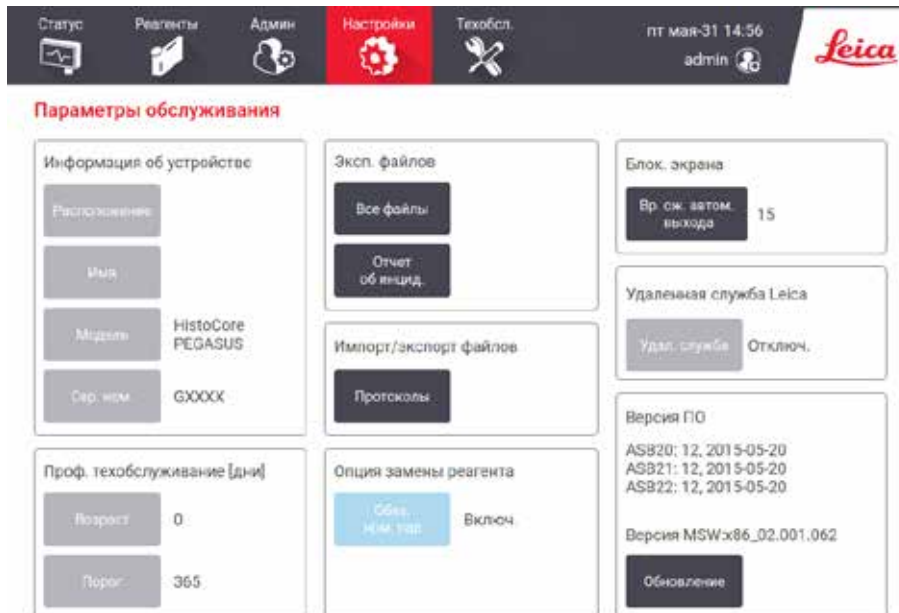 Статус
Реагенты
Админ
Настройки
Техобсл.
пт мая-31 14:56
admin
Leica
Параметры обслуживания
Информация об устройстве
Расположение
Имя
Модель
HistoCore
PEGASUS
Сер. ном.
GXXXX
Проф. техобслуживание [дни]
Возраст
0
Порог
365
Эксп. файлов
Все файлы
Отчет
об инцид.
Импорт/экспорт файлов
Протоколы
Опция замены реагента
Включ.
Блок. экрана
Вр. ож. автом.
выхода
15
Удаленная служба Leica
Удал. служба
Отключ.
Версия ПО
ASB20: 12, 2015-05-20
ASB21: 12, 2015-05-20
ASB22: 12, 2015-05-20
Версия MSW:x86_02.001.062
Обновление